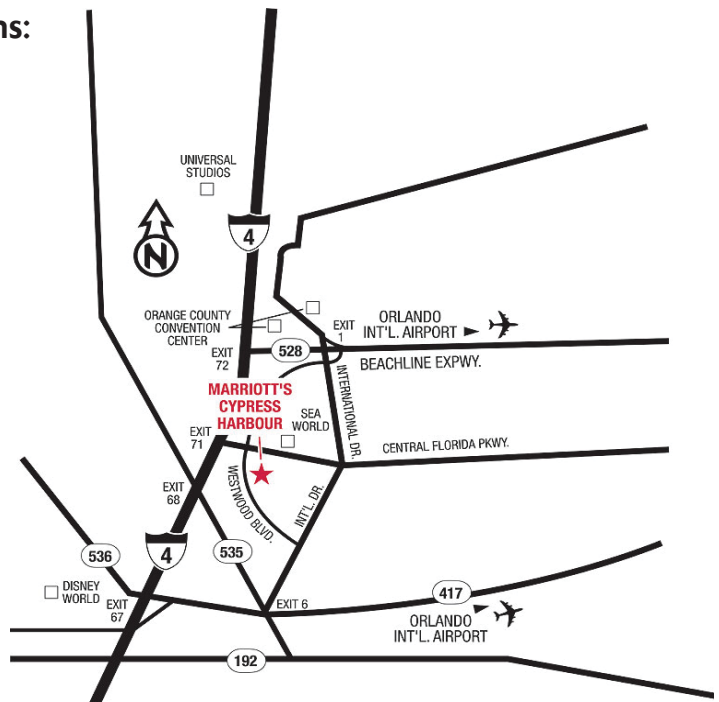 ns:
UNIVERSAL
STUDIOS
4
N
ORANGE COUNTY
CONVENTION
CENTER
EXIT
1
ORLANDO
INT'L. AIRPORT
EXIT
72
528
BEACHLINE EXPWY.
MARRIOTT'S
CYPRESS
HARBOUR
INTERNATIONAL DR.
SEA
WORLD
EXIT
71
CENTRAL FLORIDA PKWY.
EXIT
68
WESTWOOD BLVD.
INT'L. DR.
536
4
535
DISNEY
WORLD
EXIT
67
EXIT 6
417
ORLANDO
INT'L. AIRPORT
192